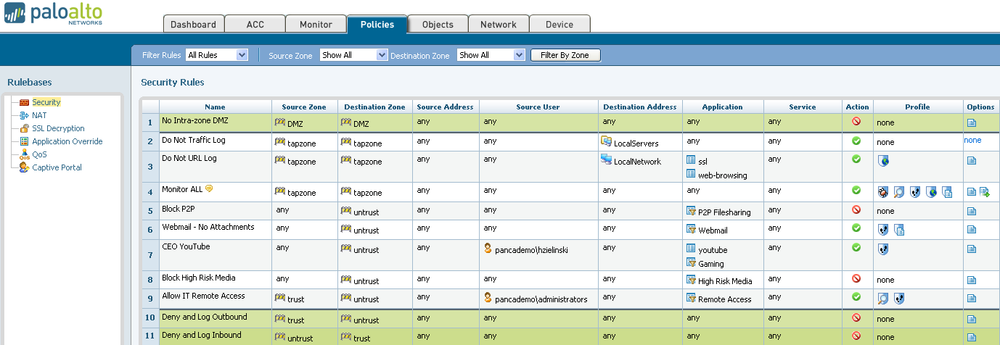 paloalto
NETWORKS
Dashboard ACC Monitor Policies Objects Network Device
Filter Rules All Rules Source Zone Show All Destination Zone Show All Filter By Zone
Rulebases
Security
NAT
SSL Decryption
Application Override
QoS
Captive Portal
Security Rules
Name Source Zone Destination Zone Source Address Source User Destination Address Application Service Action Profile Options
1 No Intra-zone DMZ DMZ DMZ any any any any any none
2 Do Not Traffic Log tapzone tapzone any any LocalServers any any none none
3 Do Not URL Log tapzone tapzone any any LocalNetwork ssl any
web-browsing
4 Monitor ALL tapzone tapzone any any any any any
5 Block P2P any untrust any any any P2P Filesharing any none
6 Webmail - No Attachments any untrust any any any Webmail any
7 CEO YouTube any untrust any pancademo\hzielinski any youtube any
Gaming
8 Block High Risk Media any untrust any any any High Risk Media any none
9 Allow IT Remote Access trust untrust any pancademo\administrators any Remote Access any
10 Deny and Log Outbound trust untrust any any any any any none
11 Deny and Log Inbound untrust trust any any any any any none